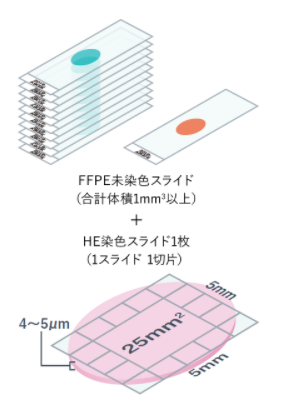 FFPE未染色スライド
（合計体積1mm³以上）
+
HE染色スライド1枚
（1スライド 1切片）
5mm
4〜5μm
25mm²
5mm